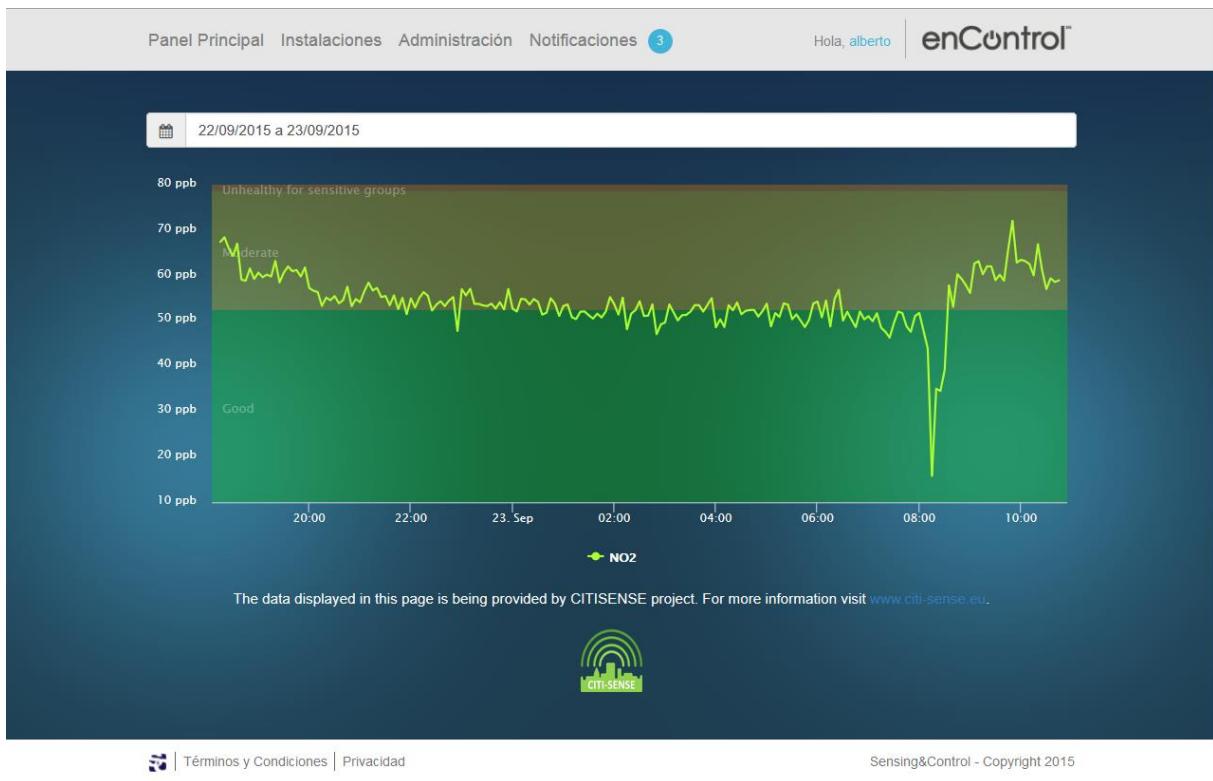 Panel Principal Instalaciones Administración Notificaciones 3 Hola, alberto enControl™
22/09/2015 a 23/09/2015
80 ppb
Unhealthy for sensitive groups
70 ppb
Moderate
60 ppb
50 ppb
40 ppb
30 ppb
Good
20 ppb
10 ppb
20:00 22:00 23. Sep 02:00 04:00 06:00 08:00 10:00
NO2
The data displayed in this page is being provided by CITISENSE project. For more information visit www.citi-sense.eu.
CITI-SENSE
Términos y Condiciones | Privacidad Sensing&Control - Copyright 2015